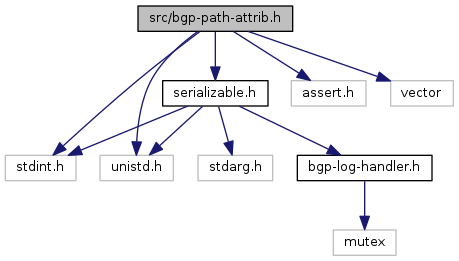 src/bgp-path-attrib.h
serializable.h
assert.h
vector
stdint.h
unistd.h
stdarg.h
bgp-log-handler.h
mutex